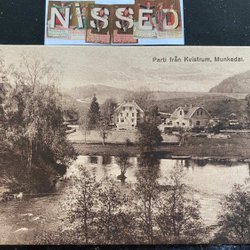 NiSSED
Parti från Kvistrum, Munkedal.